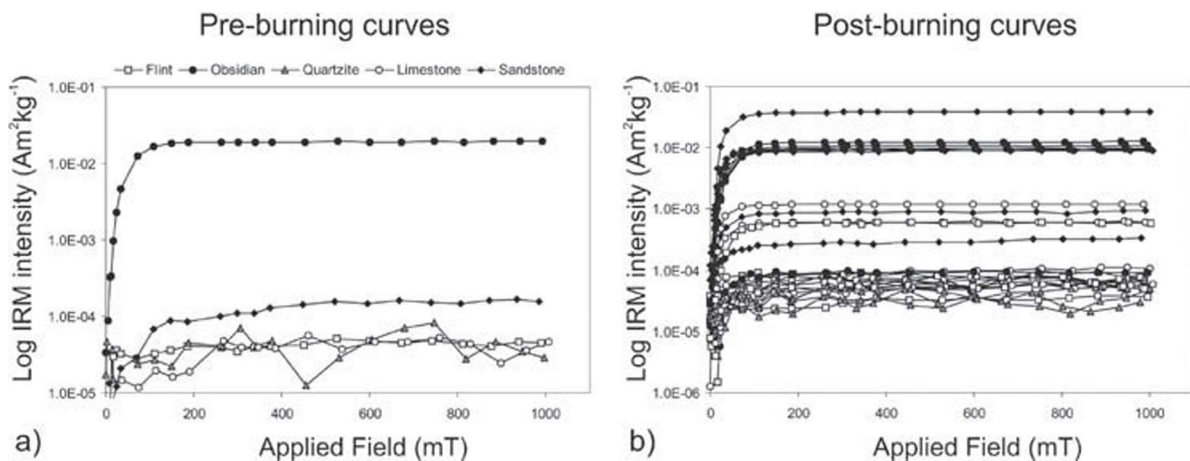 Pre-burning curves
Post-burning curves
Flint Obsidian Quartzite Limestone Sandstone
Log IRM intensity (Am²kg⁻¹)
1.0E-01
1.0E-02
1.0E-03
1.0E-04
1.0E-05
0 200 400 600 800 1000
a) Applied Field (mT)
Log IRM intensity (Am²kg⁻¹)
1.0E-01
1.0E-02
1.0E-03
1.0E-04
1.0E-05
1.0E-06
0 200 400 600 800 1000
b) Applied Field (mT)